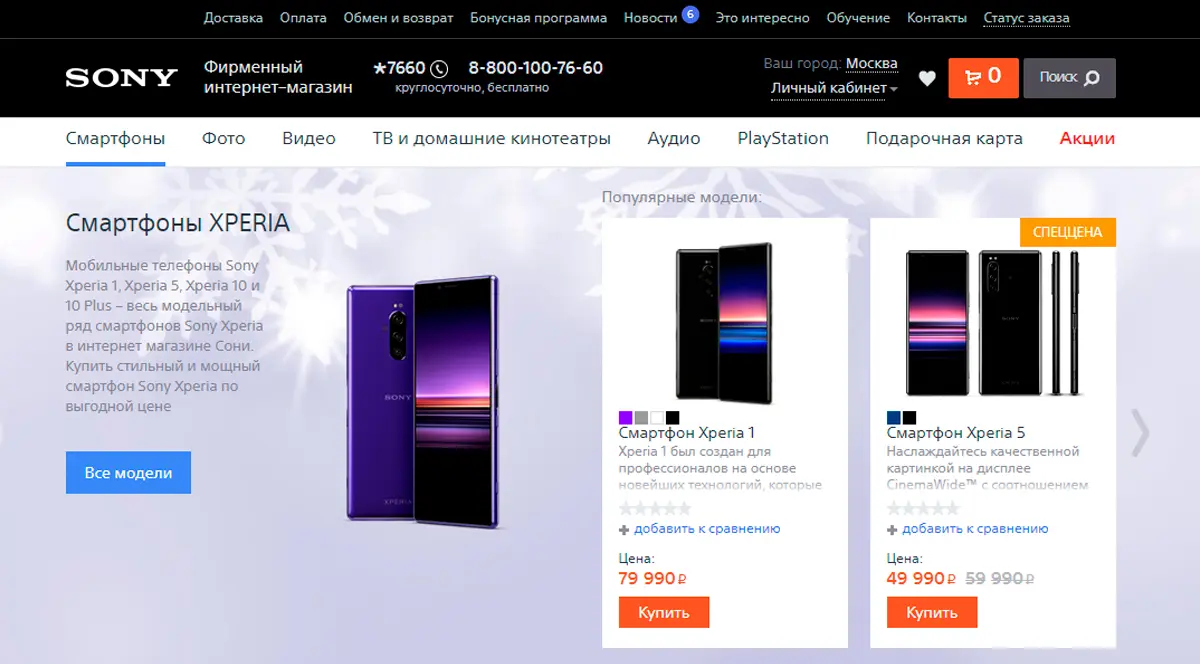 Доставка Оплата Обмен и возврат Бонусная программа Новости 6 Это интересно Обучение Контакты Статус заказа
SONY
Фирменный
интернет-магазин
*7660 8-800-100-76-60
круглосуточно, бесплатно
Ваш город: Москва
Личный кабинет
0
Поиск
Смартфоны Фото Видео ТВ и домашние кинотеатры Аудио PlayStation Подарочная карта Акции
Смартфоны XPERIA
Мобильные телефоны Sony
Xperia 1, Xperia 5, Xperia 10 и
10 Plus – весь модельный
ряд смартфонов Sony Xperia
в интернет магазине Сони.
Купить стильный и мощный
смартфон Sony Xperia по
выгодной цене
Все модели
SONY
XPERIA
Популярные модели:
Смартфон Xperia 1
Xperia 1 был создан для
профессионалов на основе
новейших технологий, которые
добавить к сравнению
Цена:
79 990 ₽
Купить
СПЕЦЦЕНА
Смартфон Xperia 5
Наслаждайтесь качественной
картинкой на дисплее
CinemaWide™ с соотношением
добавить к сравнению
Цена:
49 990 ₽ 59 990 ₽
Купить